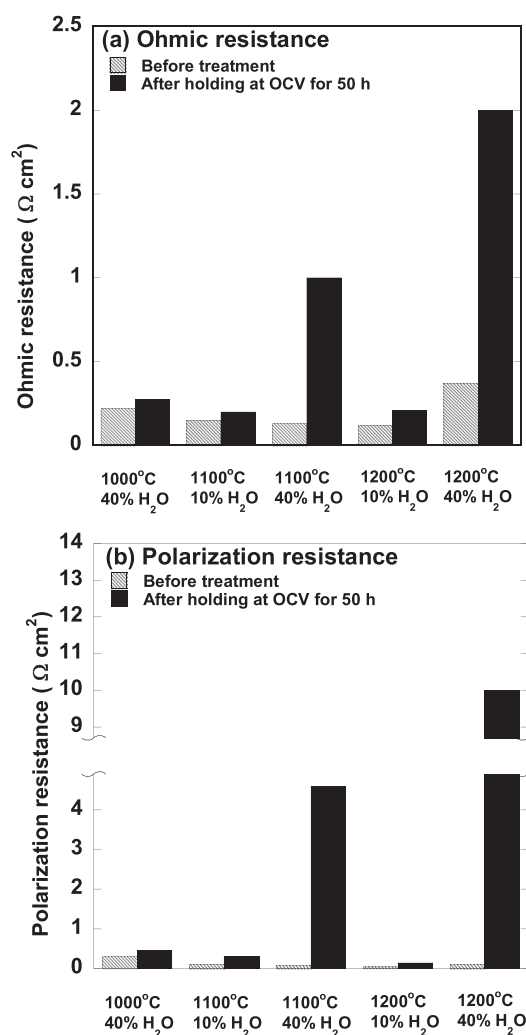 (a) Ohmic resistance
Before treatment
After holding at OCV for 50 h
Ohmic resistance ( Ω cm²)
2.5
2
1.5
1
0.5
0
1000°C 1100°C 1100°C 1200°C 1200°C
40% H₂O 10% H₂O 40% H₂O 10% H₂O 40% H₂O
(b) Polarization resistance
Before treatment
After holding at OCV for 50 h
Polarization resistance ( Ω cm²)
14
13
12
11
10
9
4
3
2
1
0
1000°C 1100°C 1100°C 1200°C 1200°C
40% H₂O 10% H₂O 40% H₂O 10% H₂O 40% H₂O